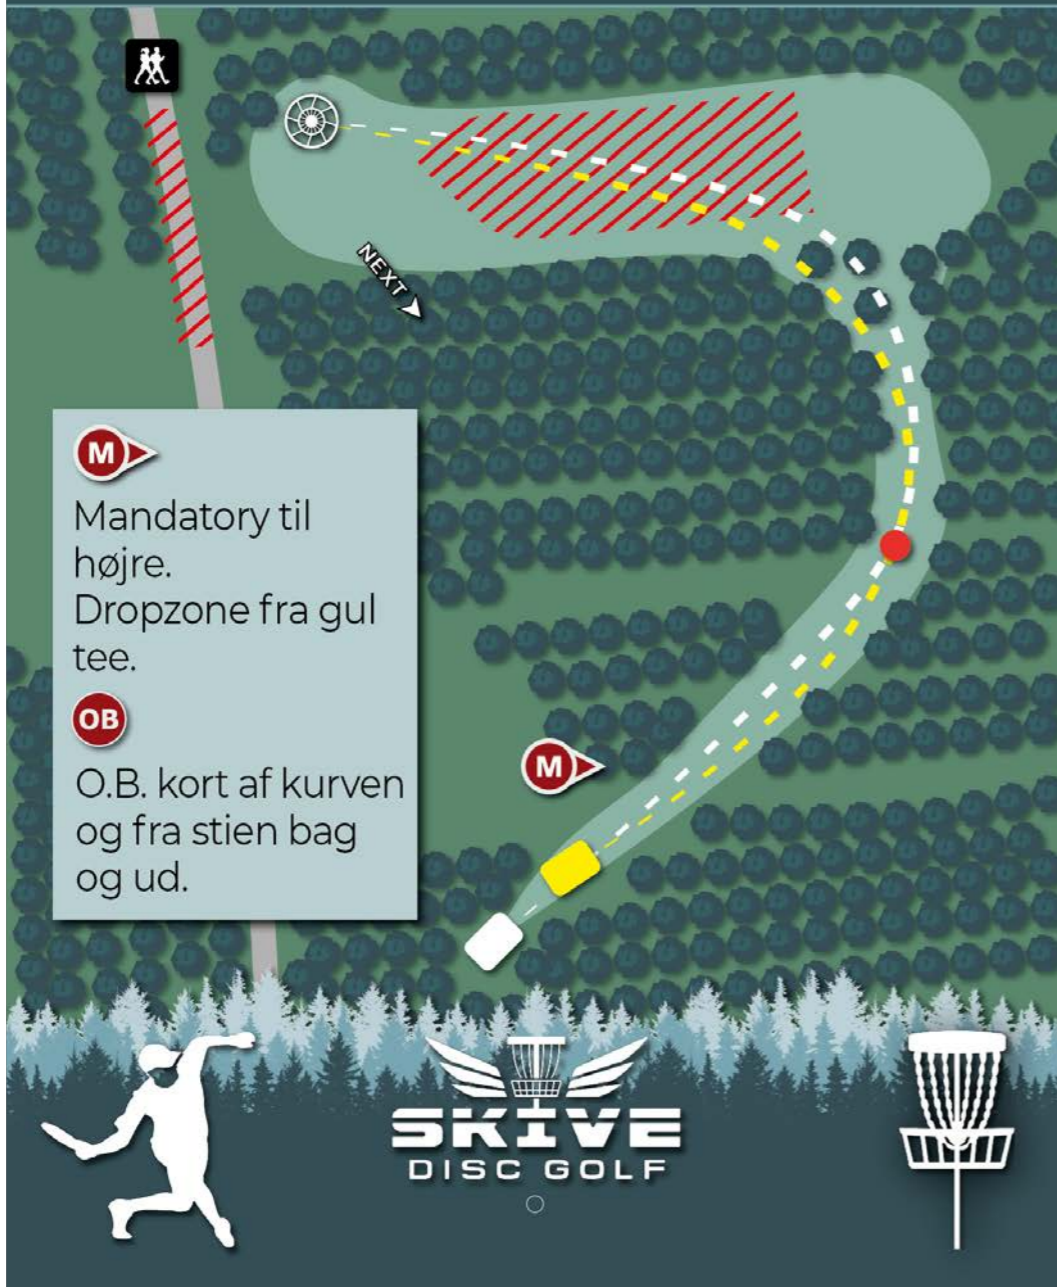 NEXT
M
Mandatory til
højre.
Dropzone fra gul
tee.
OB
O.B. kort af kurven
og fra stien bag
og ud.
M
SKIVE
DISC GOLF